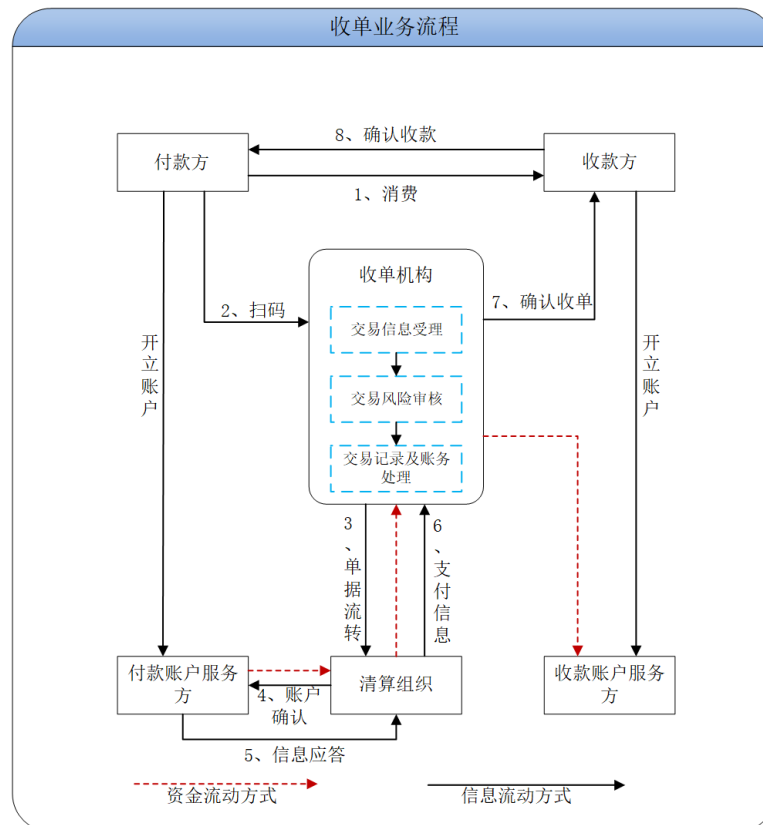 收单业务流程
8、确认收款
付款方
收款方
1、消费
收单机构
2、扫码
7、确认收单
交易信息受理
开立账户
开立账户
交易风险审核
交易记录及账务
处理
3、单据流转
6、支付信息
付款账户服务
方
清算组织
收款账户服务
方
4、账户
确认
5、信息应答
资金流动方式
信息流动方式